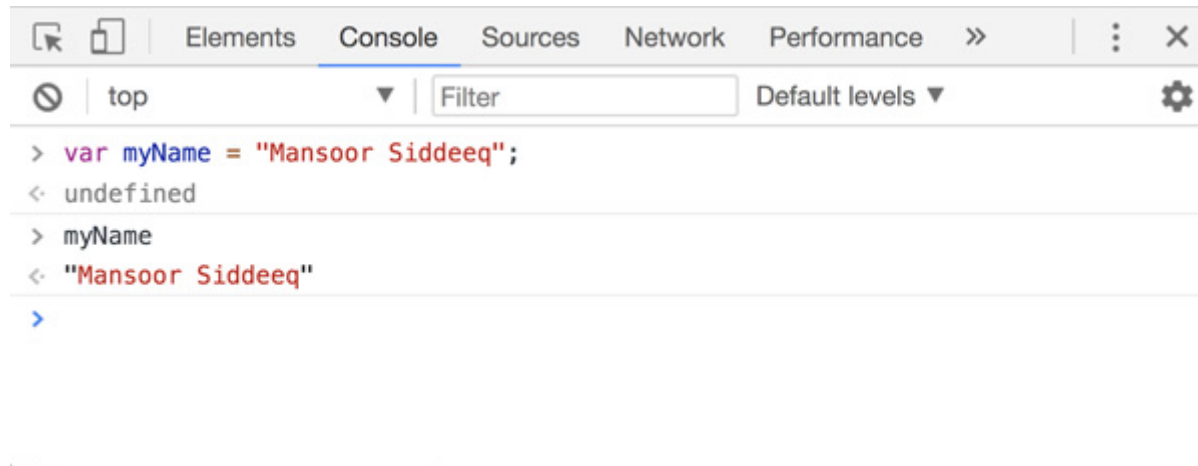 Elements Console Sources Network Performance »
top ▼ Filter Default levels ▼
> var myName = "Mansoor Siddeeq";
< undefined
> myName
< "Mansoor Siddeeq"
>